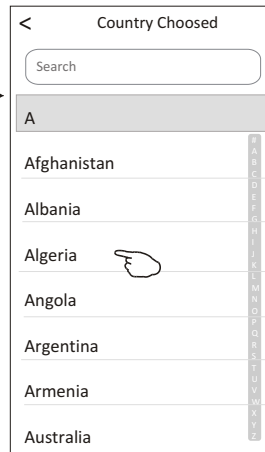 < Country Choosed
Search
A
Afghanistan
Albania
Algeria
Angola
Argentina
Armenia
Australia
#
A
B
C
D
E
F
G
H
I
J
K
L
M
N
O
P
Q
R
S
T
U
V
W
X
Y
Z